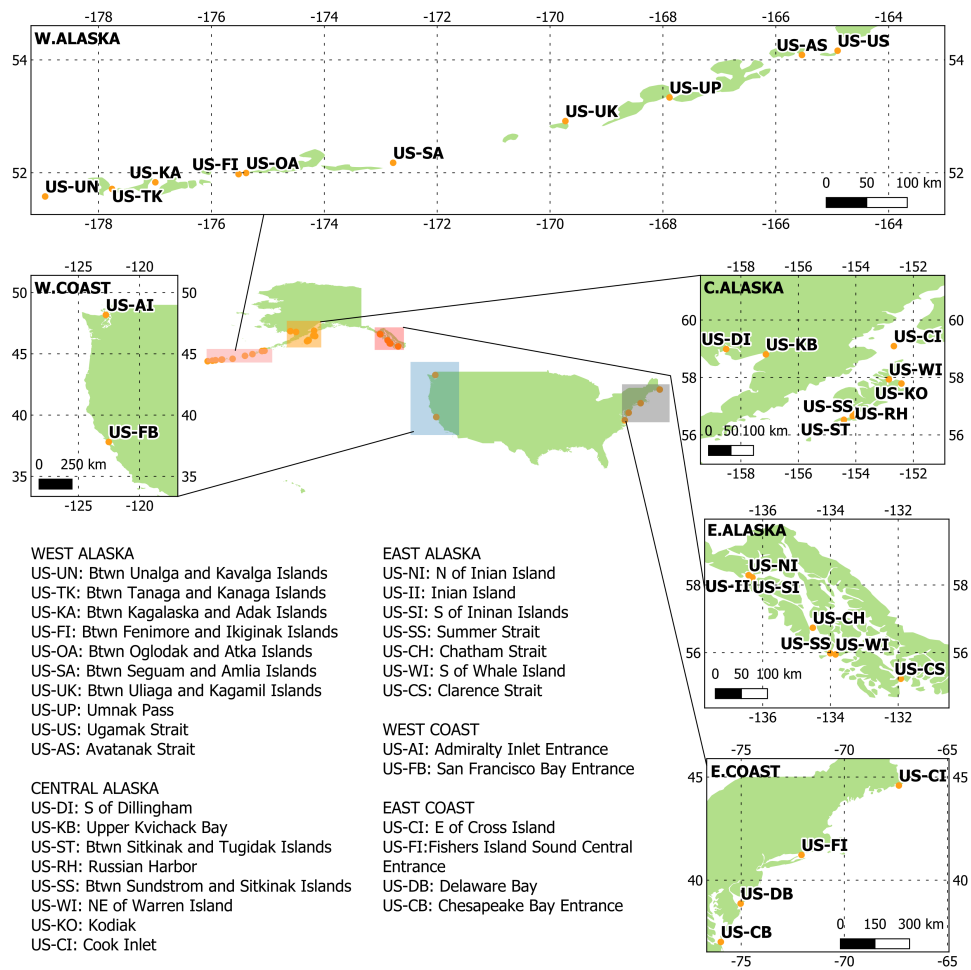 -178 -176 -174 -172 -170 -168 -166 -164
W.ALASKA
54 54
US-AS US-US
US-UP
US-UK
US-SA
US-FI US-OA
US-KA
US-UN
US-TK
52 52
0 50 100 km
-178 -176 -174 -172 -170 -168 -166 -164
-125 -120
W.COAST
50 50
US-AI
45 45
40 40
US-FB
0 250 km
35 35
-125 -120
-158 -156 -154 -152
C.ALASKA
60 60
US-DI
US-KB
US-CI
US-WI
58 58
US-KO
US-SS
US-RH
US-ST
0 50 100 km
56 56
-158 -156 -154 -152
-136 -134 -132
E.ALASKA
US-NI
58 58
US-II US-SI
US-CH
US-SS US-WI
56 56
US-CS
0 50 100 km
-136 -134 -132
-75 -70 -65
E.COAST
45 45
US-CI
US-FI
40 40
US-DB
US-CB
0 150 300 km
-75 -70 -65
WEST ALASKA
US-UN: Btwn Unalga and Kavalga Islands
US-TK: Btwn Tanaga and Kanaga Islands
US-KA: Btwn Kagalaska and Adak Islands
US-FI: Btwn Fenimore and Ikiginak Islands
US-OA: Btwn Oglodak and Atka Islands
US-SA: Btwn Seguam and Amlia Islands
US-UK: Btwn Uliaga and Kagamil Islands
US-UP: Umnak Pass
US-US: Ugamak Strait
US-AS: Avatanak Strait
CENTRAL ALASKA
US-DI: S of Dillingham
US-KB: Upper Kvichack Bay
US-ST: Btwn Sitkinak and Tugidak Islands
US-RH: Russian Harbor
US-SS: Btwn Sundstrom and Sitkinak Islands
US-WI: NE of Warren Island
US-KO: Kodiak
US-CI: Cook Inlet
EAST ALASKA
US-NI: N of Inian Island
US-II: Inian Island
US-SI: S of Ininan Islands
US-SS: Summer Strait
US-CH: Chatham Strait
US-WI: S of Whale Island
US-CS: Clarence Strait
WEST COAST
US-AI: Admiralty Inlet Entrance
US-FB: San Francisco Bay Entrance
EAST COAST
US-CI: E of Cross Island
US-FI:Fishers Island Sound Central
Entrance
US-DB: Delaware Bay
US-CB: Chesapeake Bay Entrance